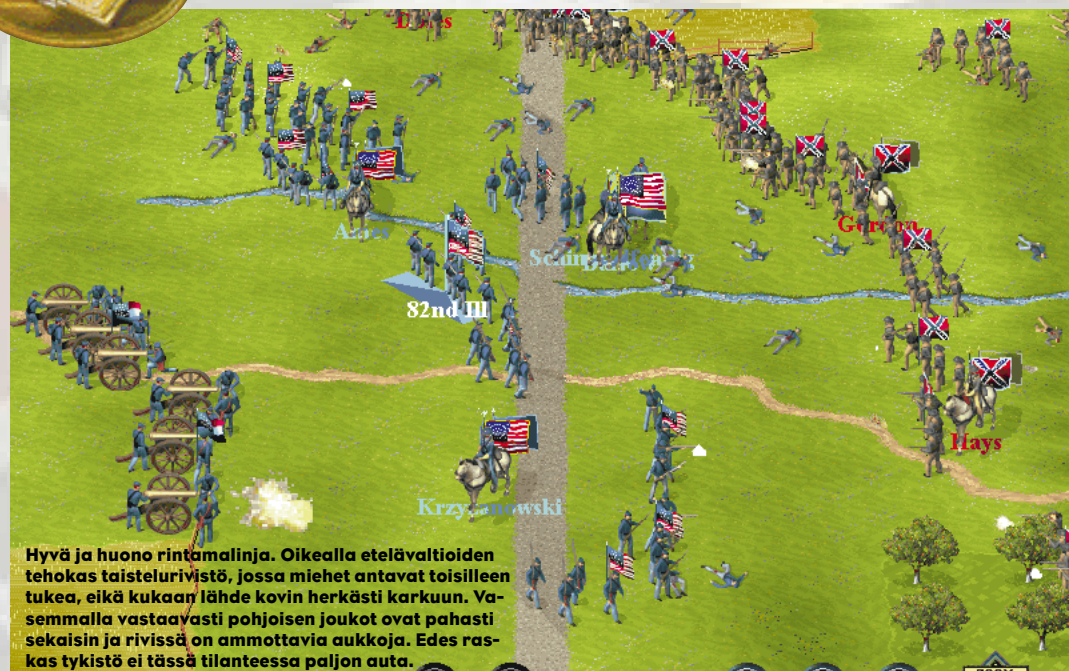 Ames
Gordon
82nd Ill
Hays
Krzyzanowski
Hyvä ja huono rintamalinja. Oikealla etelävaltioiden
tehokas taistelurivistö, jossa miehet antavat toisilleen
tukea, eikä kukaan lähde kovin herkästi karkuun. Va-
semmalla vastaavasti pohjoisen joukot ovat pahasti
sekaisin ja rivissä on ammottavia aukkoja. Edes ras-
kas tykistö ei tässä tilanteessa paljon auta.